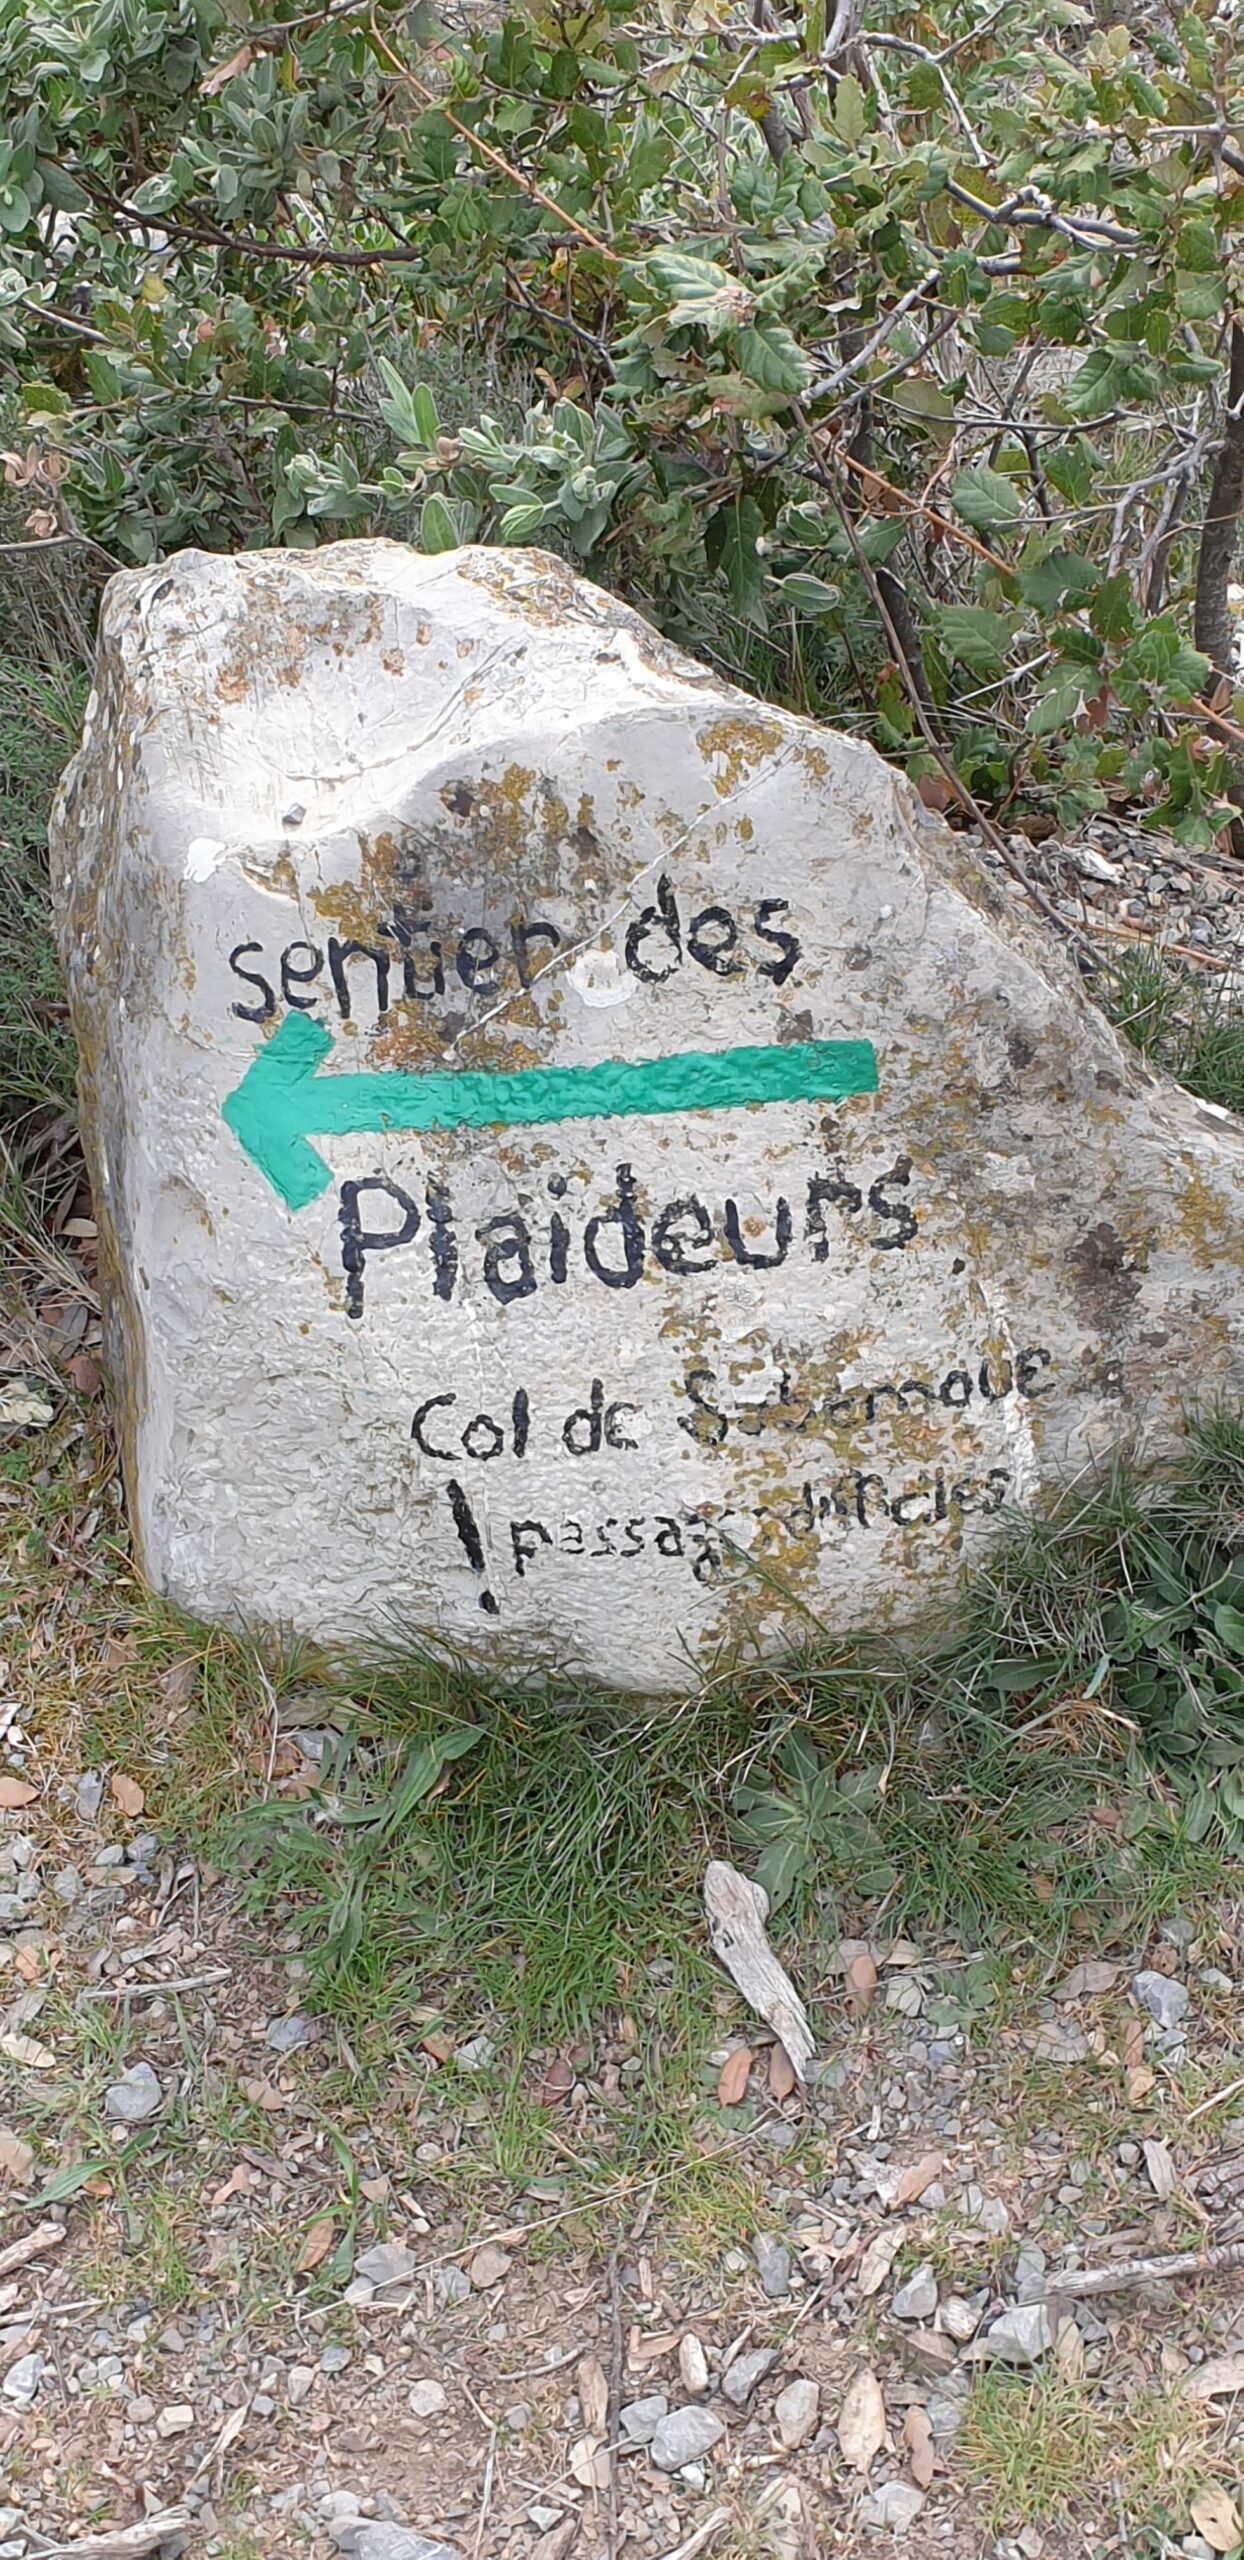 sentier des
Plaideurs
Col de
! passages difficiles